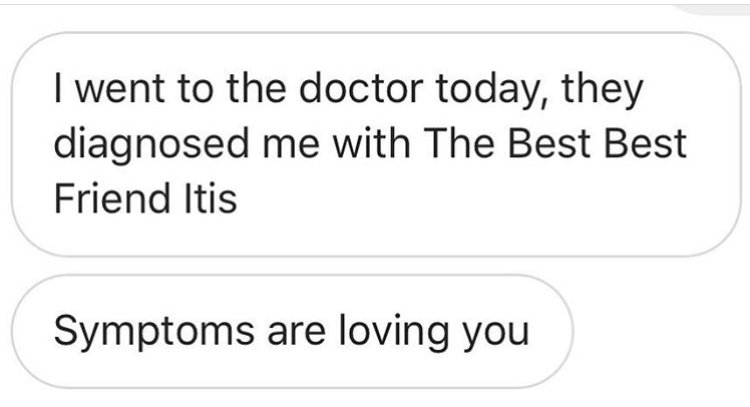 I went to the doctor today, they
diagnosed me with The Best Best
Friend Itis
Symptoms are loving you